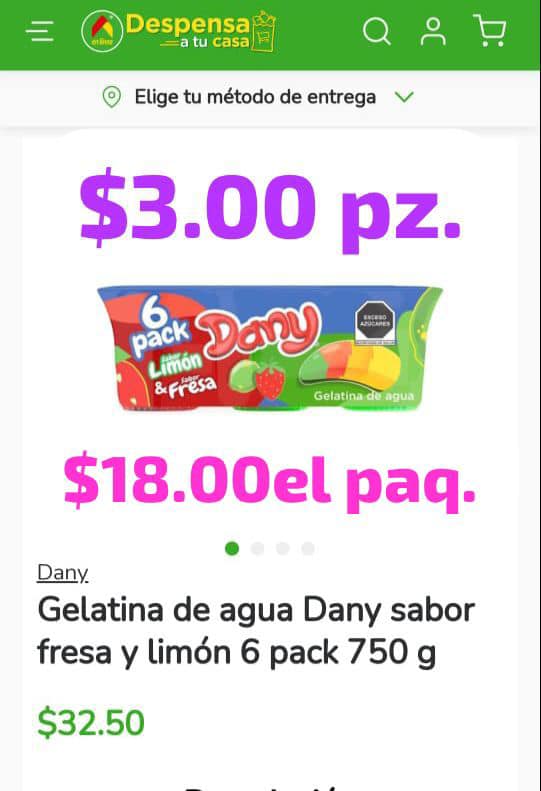 Despensa
a tu casa
en línea
Elige tu método de entrega
$3.00 pz.
6
pack
Dany
Sabor a
Limón
& Sabor Fresa
EXCESO
AZÚCARES
Gelatina de agua
$18.00el paq.
Dany
Gelatina de agua Dany sabor
fresa y limón 6 pack 750 g
$32.50